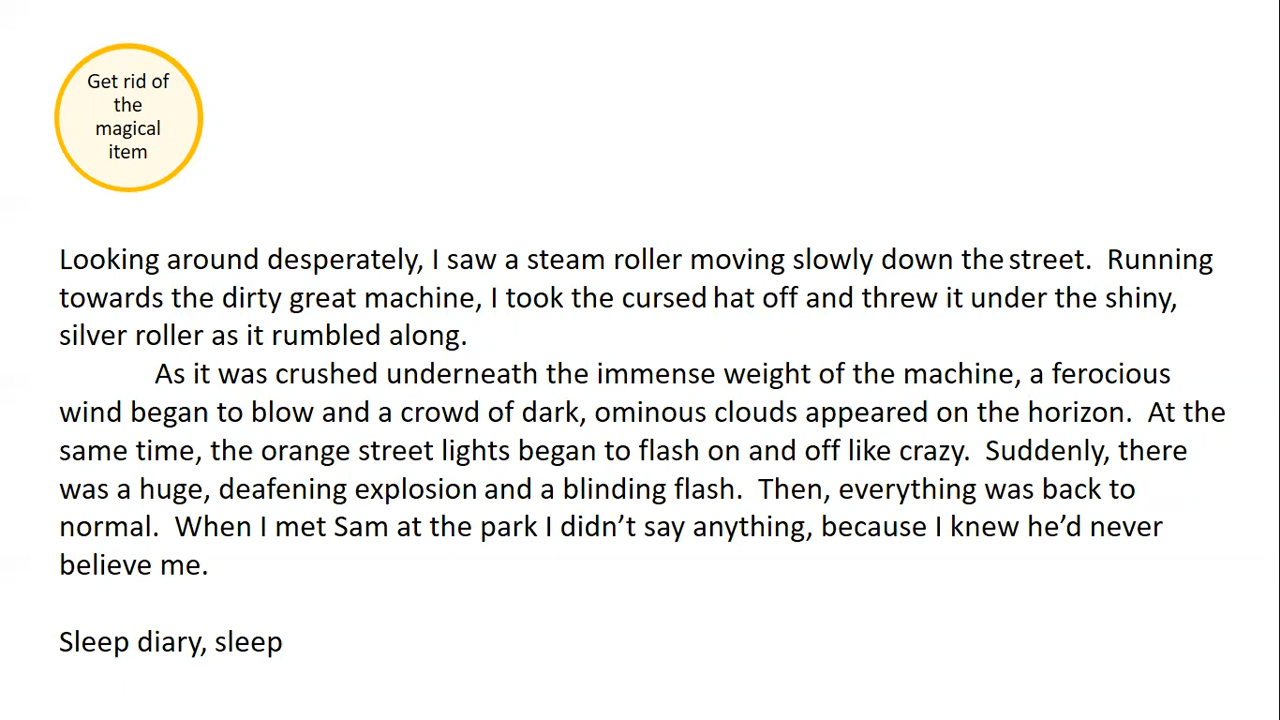 Get rid of
the
magical
item
Looking around desperately, I saw a steam roller moving slowly down the street.  Running
towards the dirty great machine, I took the cursed hat off and threw it under the shiny,
silver roller as it rumbled along.
As it was crushed underneath the immense weight of the machine, a ferocious
wind began to blow and a crowd of dark, ominous clouds appeared on the horizon.  At the
same time, the orange street lights began to flash on and off like crazy.  Suddenly, there
was a huge, deafening explosion and a blinding flash.  Then, everything was back to
normal.  When I met Sam at the park I didn’t say anything, because I knew he’d never
believe me.
Sleep diary, sleep